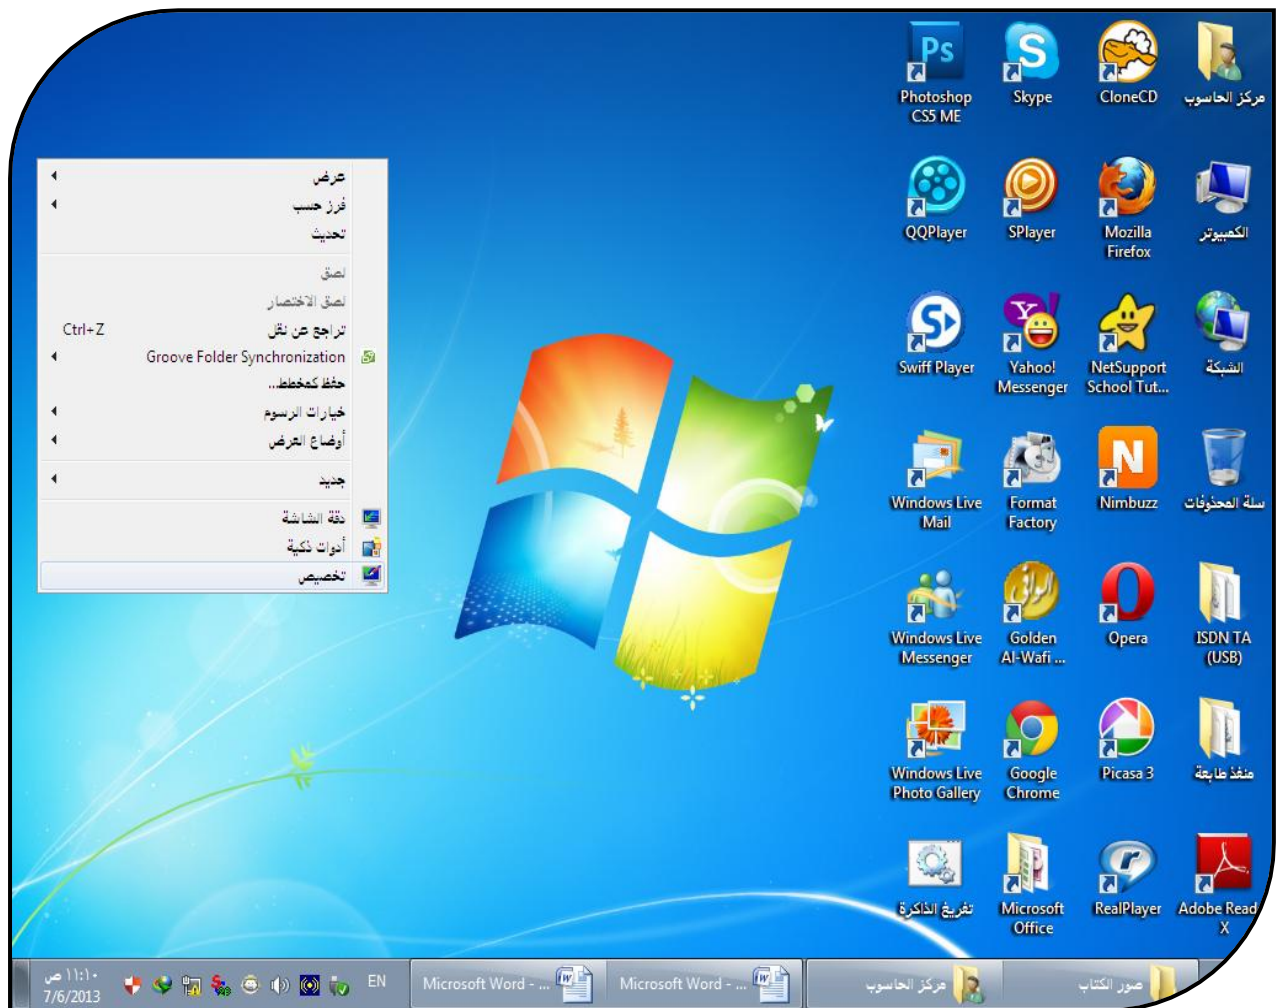 مركز الحاسوب
CloneCD
Skype
Photoshop
CS5 ME
Ps
الكمبيوتر
Mozilla
Firefox
SPlayer
QQPlayer
الشبكة
NetSupport
School Tut...
Yahoo!
Messenger
Swiff Player
سلة المحذوفات
Nimbuzz
Format
Factory
Windows Live
Mail
ISDN TA
(USB)
Opera
الوافي
Golden
Al-Wafi ...
Windows Live
Messenger
منفذ طابعة
Picasa 3
Google
Chrome
Windows Live
Photo Gallery
Adobe Read
X
RealPlayer
Microsoft
Office
تفريغ الذاكرة
عرض
فرز حسب
تحديث
لصق
لصق الاختصار
تراجع عن نقل Ctrl+Z
Groove Folder Synchronization
حفظ كمخطط...
خيارات الرسوم
أوضاع العرض
جديد
دقة الشاشة
أدوات ذكية
تخصيص
صور الكتاب
مركز الحاسوب
Microsoft Word - ...
Microsoft Word - ...
EN
١١:١٠ ص
7/6/2013